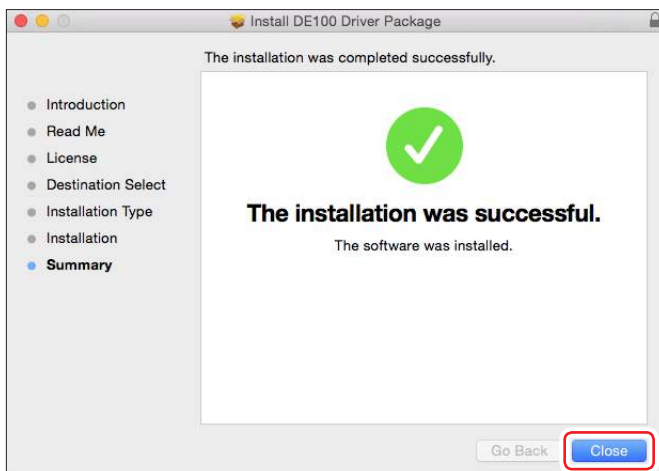 Install DE100 Driver Package
The installation was completed successfully.
Introduction
Read Me
License
Destination Select
Installation Type
Installation
Summary
The installation was successful.
The software was installed.
Go Back
Close